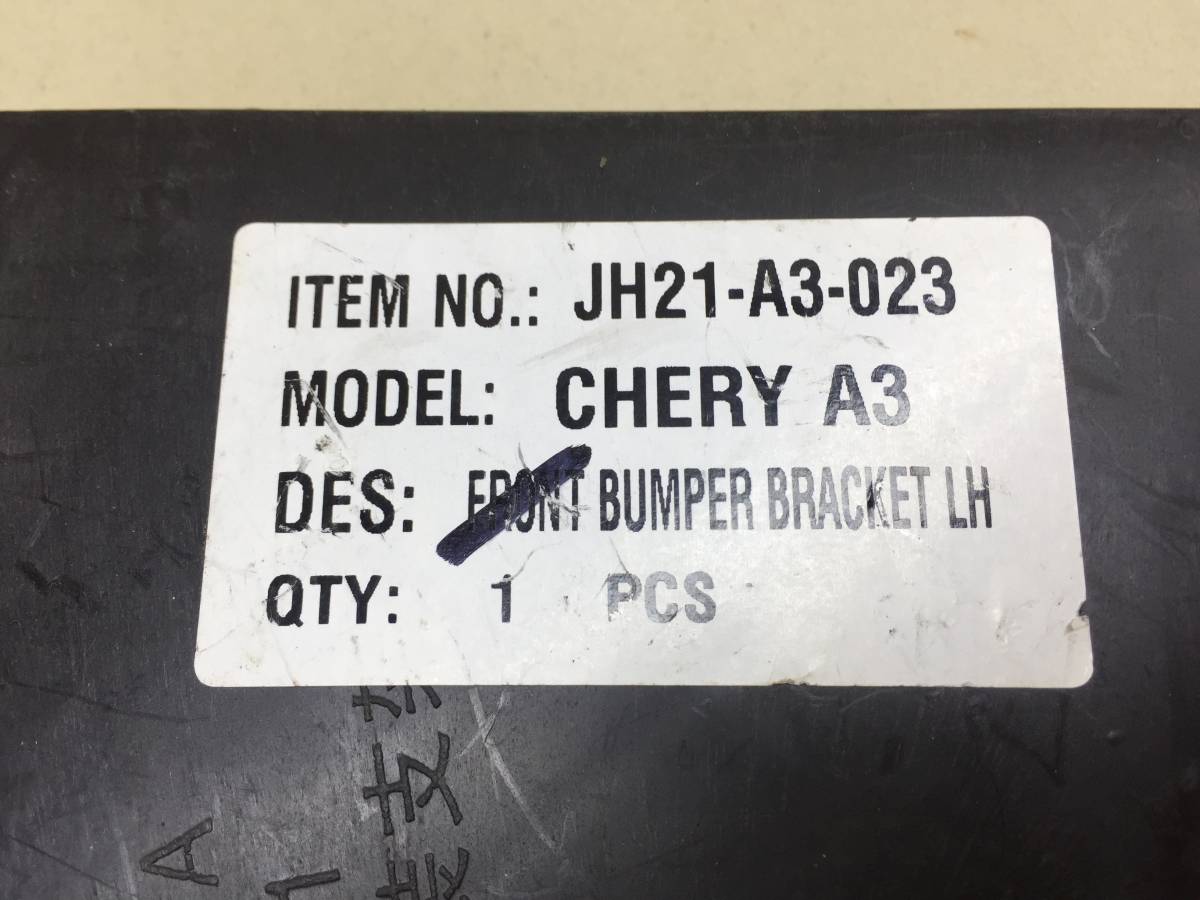 ITEM NO.: JH21-A3-023
MODEL: CHERY A3
DES: FRONT BUMPER BRACKET LH
QTY: 1 PCS
A